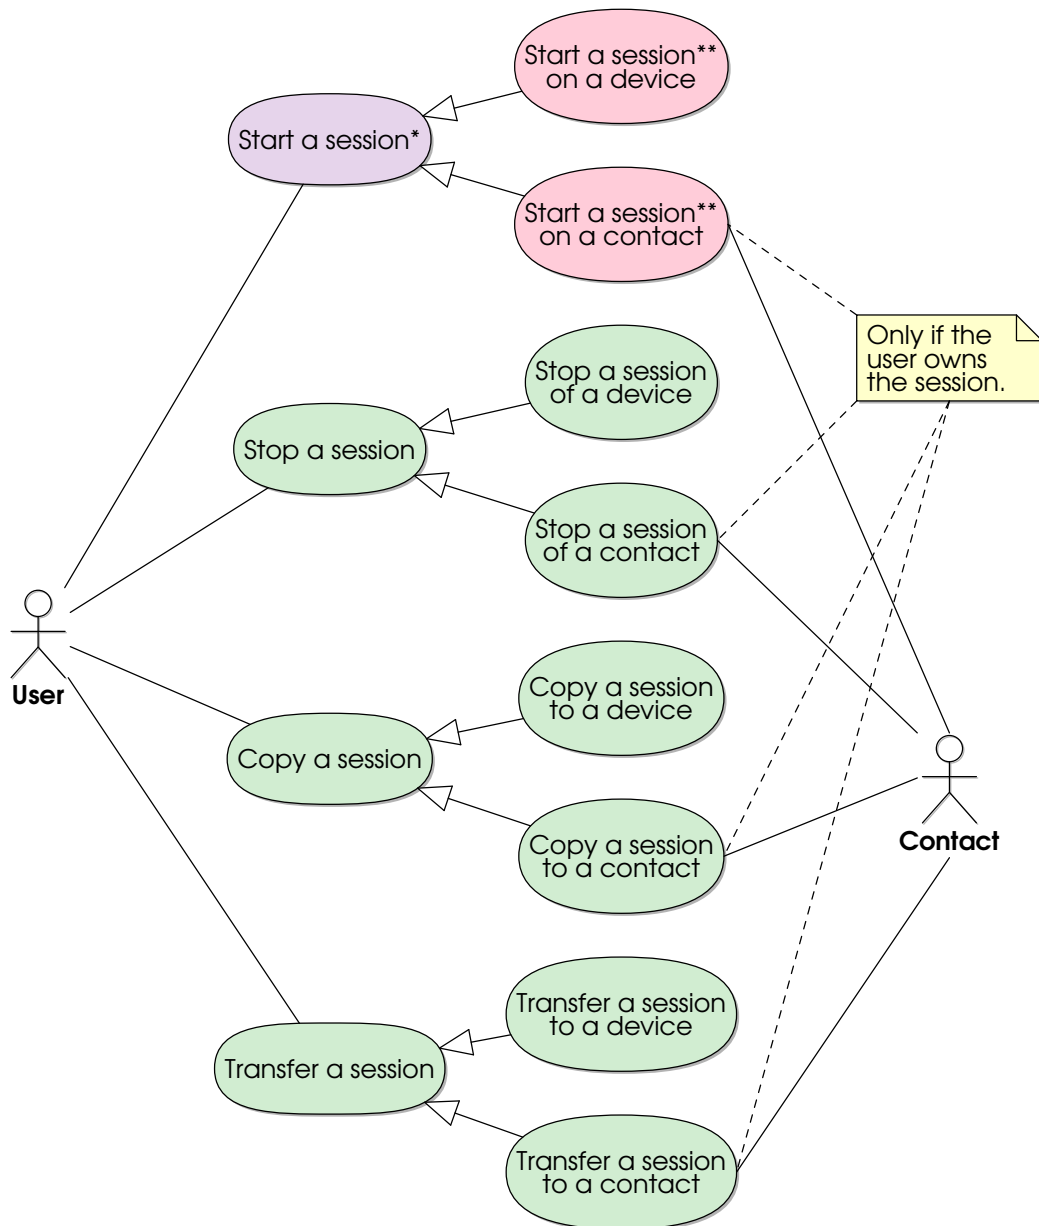 Start a session**
on a device
Start a session*
Start a session**
on a contact
Only if the
user owns
the session.
Stop a session
of a device
Stop a session
Stop a session
of a contact
User
Copy a session
to a device
Copy a session
Copy a session
to a contact
Contact
Transfer a session
to a device
Transfer a session
Transfer a session
to a contact